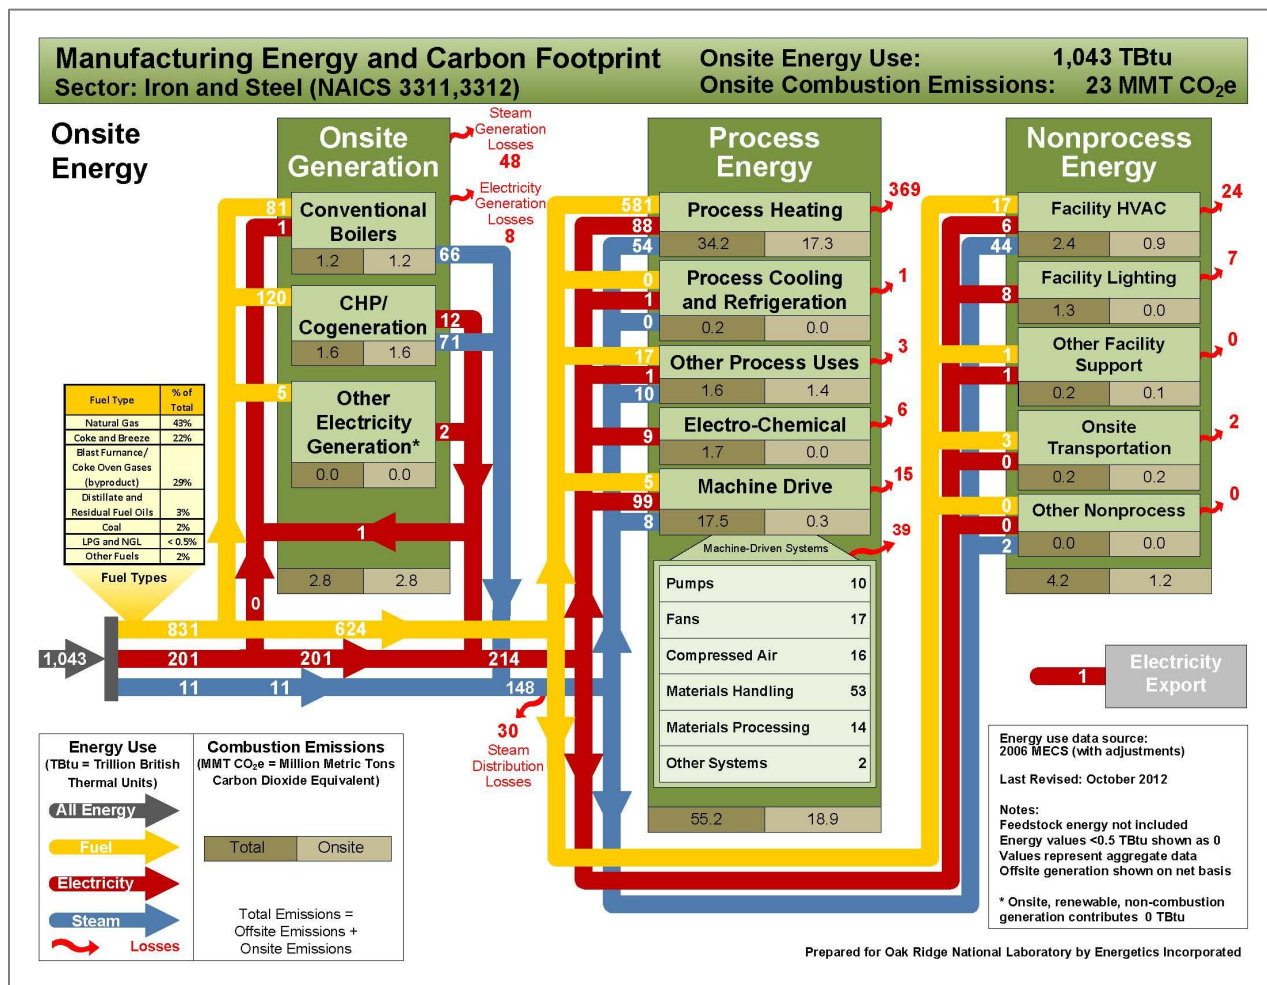 Manufacturing Energy and Carbon Footprint
Sector: Iron and Steel (NAICS 3311,3312)
Onsite Energy Use: 1,043 TBtu
Onsite Combustion Emissions: 23 MMT CO₂e
Onsite
Energy
Onsite
Generation
Steam
Generation
Losses
48
Electricity
Generation
Losses
8
81
1
Conventional
Boilers
1.2 1.2
66
120
CHP/
Cogeneration
1.6 1.6
12
71
5
Other
Electricity
Generation*
0.0 0.0
2
1
2.8 2.8
0
Fuel Type % of Total
Natural Gas 43%
Coke and Breeze 22%
Blast Furnance/
Coke Oven Gases
(byproduct) 29%
Distillate and
Residual Fuel Oils 3%
Coal 2%
LPG and NGL < 0.5%
Other Fuels 2%
Fuel Types
1,043
831 624
201 201 214
11 11 148
30
Steam
Distribution
Losses
Process
Energy
581
88
54
Process Heating
34.2 17.3
369
0
1
0
Process Cooling
and Refrigeration
0.2 0.0
1
17
1
10
Other Process Uses
1.6 1.4
3
9
Electro-Chemical
1.7 0.0
6
5
99
8
Machine Drive
17.5 0.3
15
Machine-Driven Systems
39
Pumps 10
Fans 17
Compressed Air 16
Materials Handling 53
Materials Processing 14
Other Systems 2
55.2 18.9
Nonprocess
Energy
17
6
44
Facility HVAC
2.4 0.9
24
8
Facility Lighting
1.3 0.0
7
1
1
Other Facility
Support
0.2 0.1
0
3
0
Onsite
Transportation
0.2 0.2
2
0
0
2
Other Nonprocess
0.0 0.0
0
4.2 1.2
1
Electricity
Export
Energy Use
(TBtu = Trillion British
Thermal Units)
All Energy
Fuel
Electricity
Steam
Losses
Combustion Emissions
(MMT CO₂e = Million Metric Tons
Carbon Dioxide Equivalent)
Total Onsite
Total Emissions =
Offsite Emissions +
Onsite Emissions
Energy use data source:
2006 MECS (with adjustments)
Last Revised: October 2012
Notes:
Feedstock energy not included
Energy values <0.5 TBtu shown as 0
Values represent aggregate data
Offsite generation shown on net basis
* Onsite, renewable, non-combustion
generation contributes 0 TBtu
Prepared for Oak Ridge National Laboratory by Energetics Incorporated